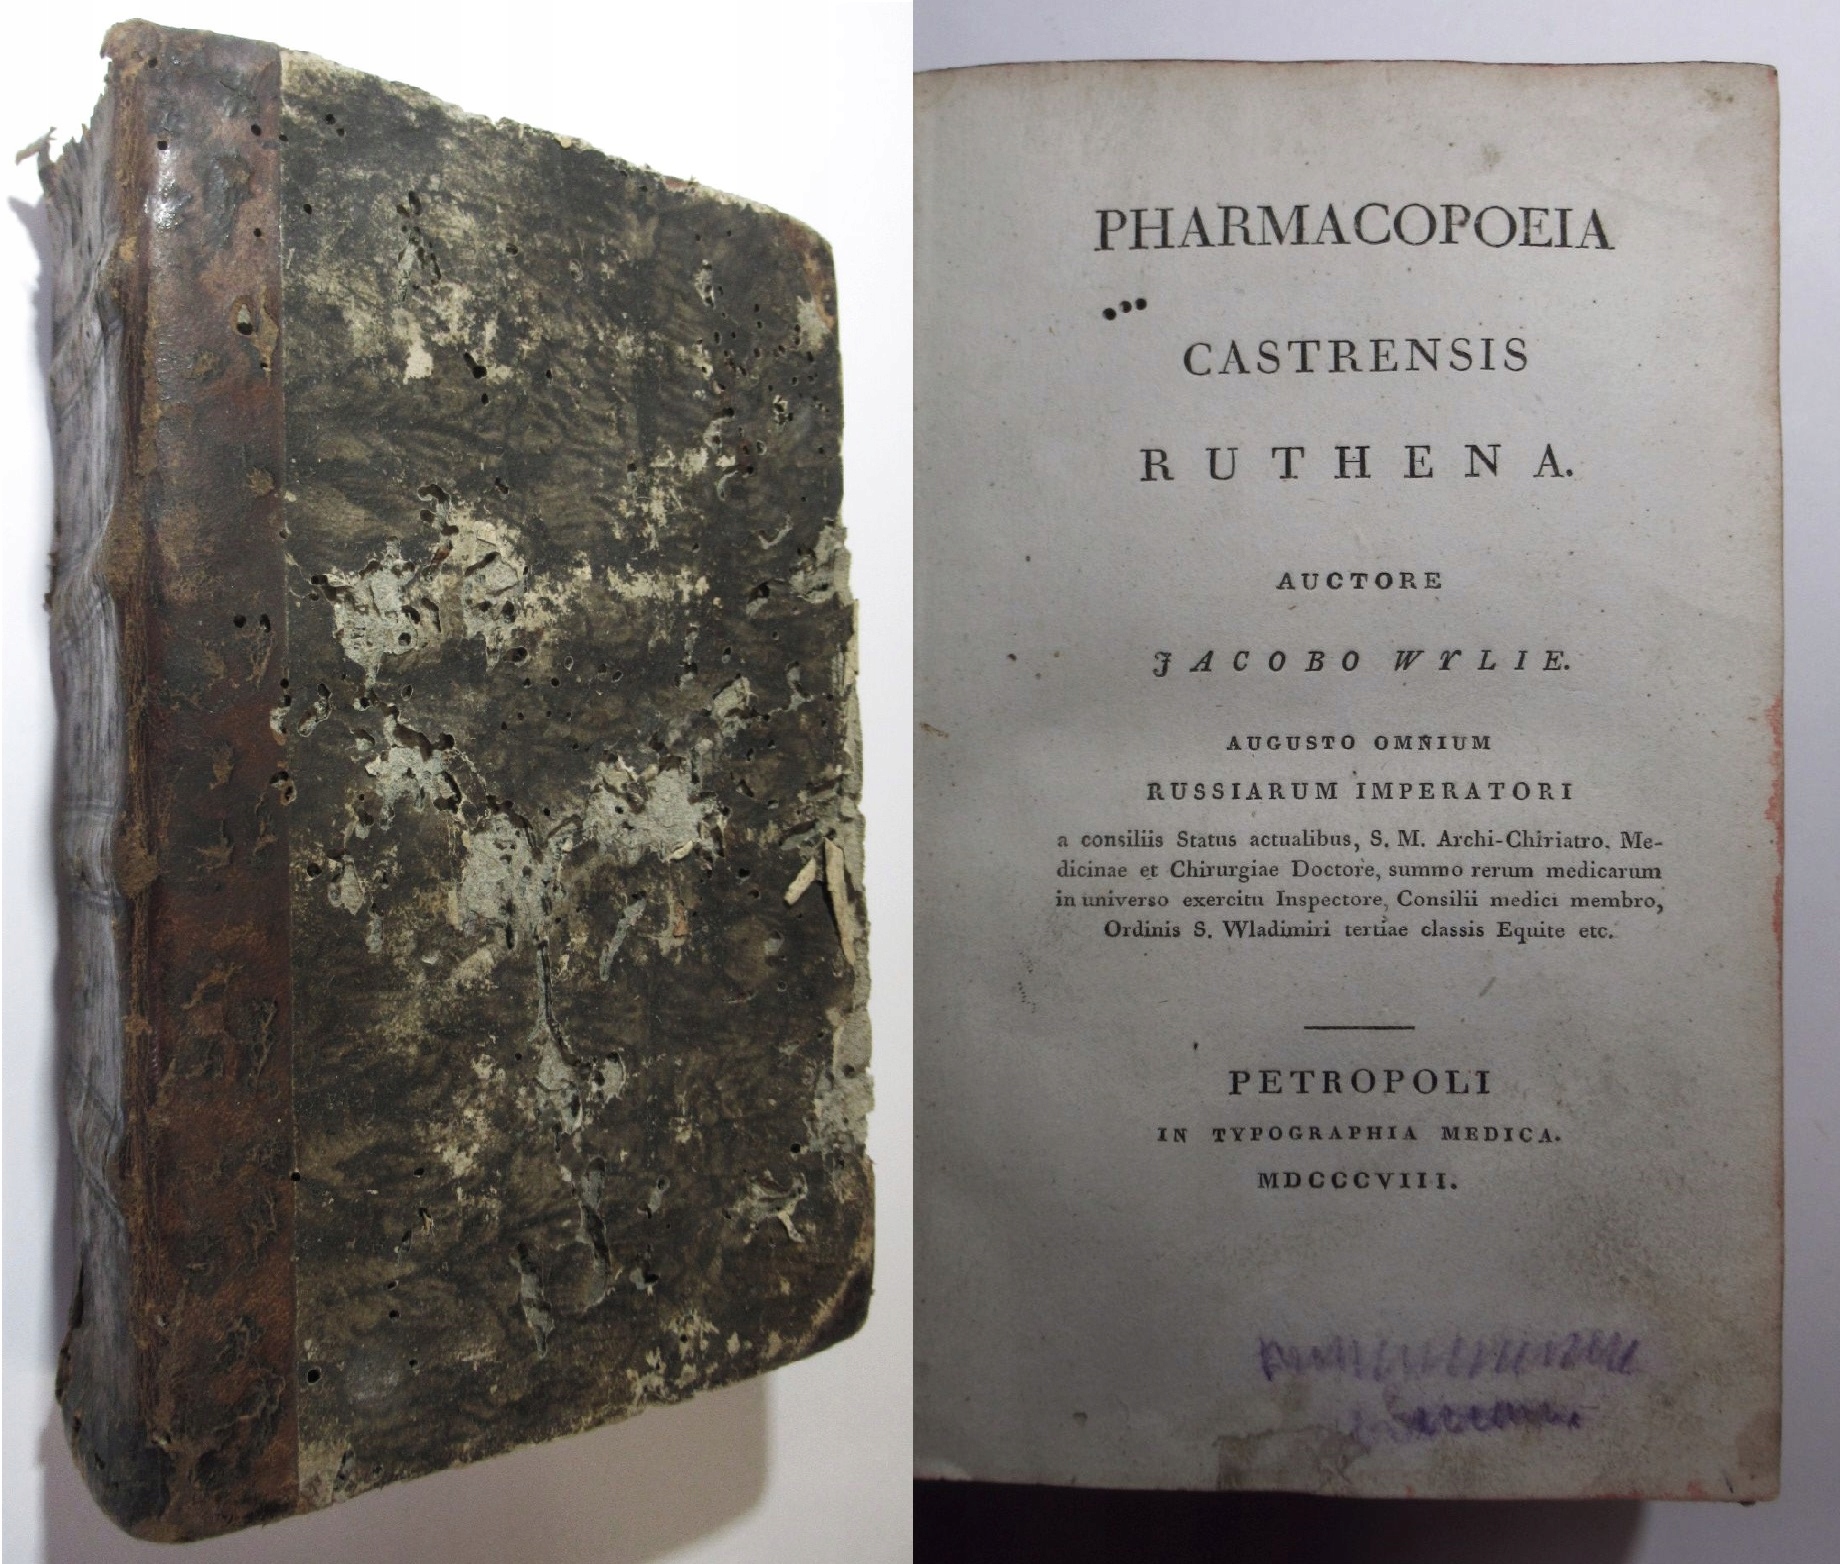 PHARMACOPOEIA
CASTRENSIS
RUTHENA.
AUCTORE
JACOBO WYLIE.
AUGUSTO OMNIUM
RUSSIARUM IMPERATORI
a consiliis Status actualibus, S. M. Archi-Chiriatro, Me-
dicinae et Chirurgiae Doctore, summo rerum medicarum
in universo exercitu Inspectore, Consilii medici membro,
Ordinis S. Wladimiri tertiae classis Equite etc.
PETROPOLI
IN TYPOGRAPHIA MEDICA.
MDCCCVIII.